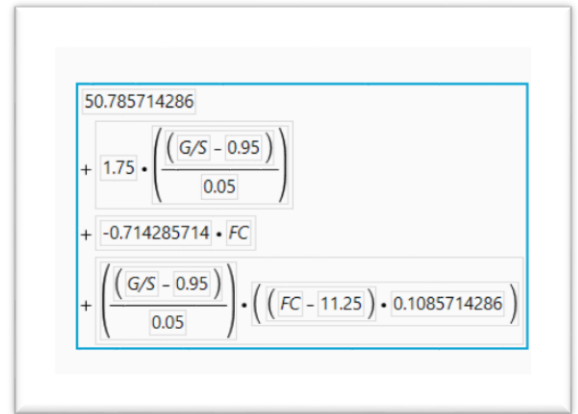 50.785714286
+ 1.75 • ((G/S − 0.95) / 0.05)
+ -0.714285714 • FC
+ ((G/S − 0.95) / 0.05) • ((FC − 11.25) • 0.1085714286)